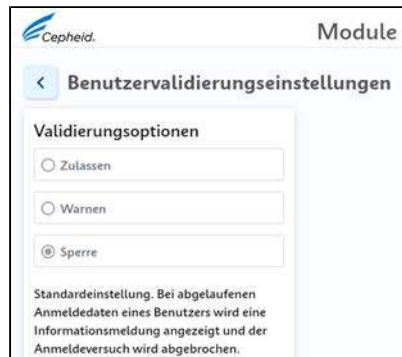 Cepheid.
Module
Benutzervalidierungseinstellungen
Validierungsoptionen
Zulassen
Warnen
Sperre
Standardeinstellung. Bei abgelaufenen
Anmeldedaten eines Benutzers wird eine
Informationsmeldung angezeigt und der
Anmeldeversuch wird abgebrochen.